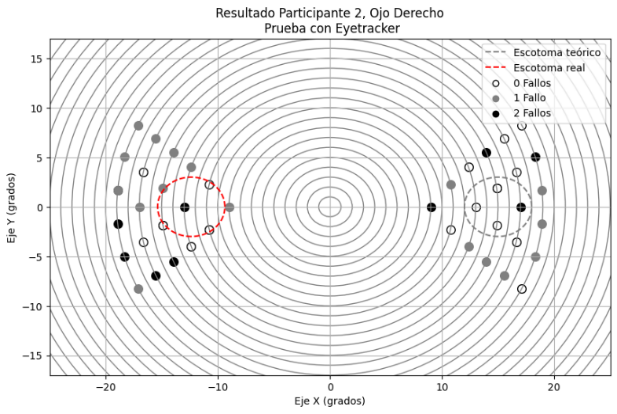 Resultado Participante 2, Ojo Derecho
Prueba con Eyetracker
Escotoma teórico
Escotoma real
0 Fallos
1 Fallo
2 Fallos
Eje Y (grados)
15
10
5
0
−5
−10
−15
−20
−10
0
10
20
Eje X (grados)